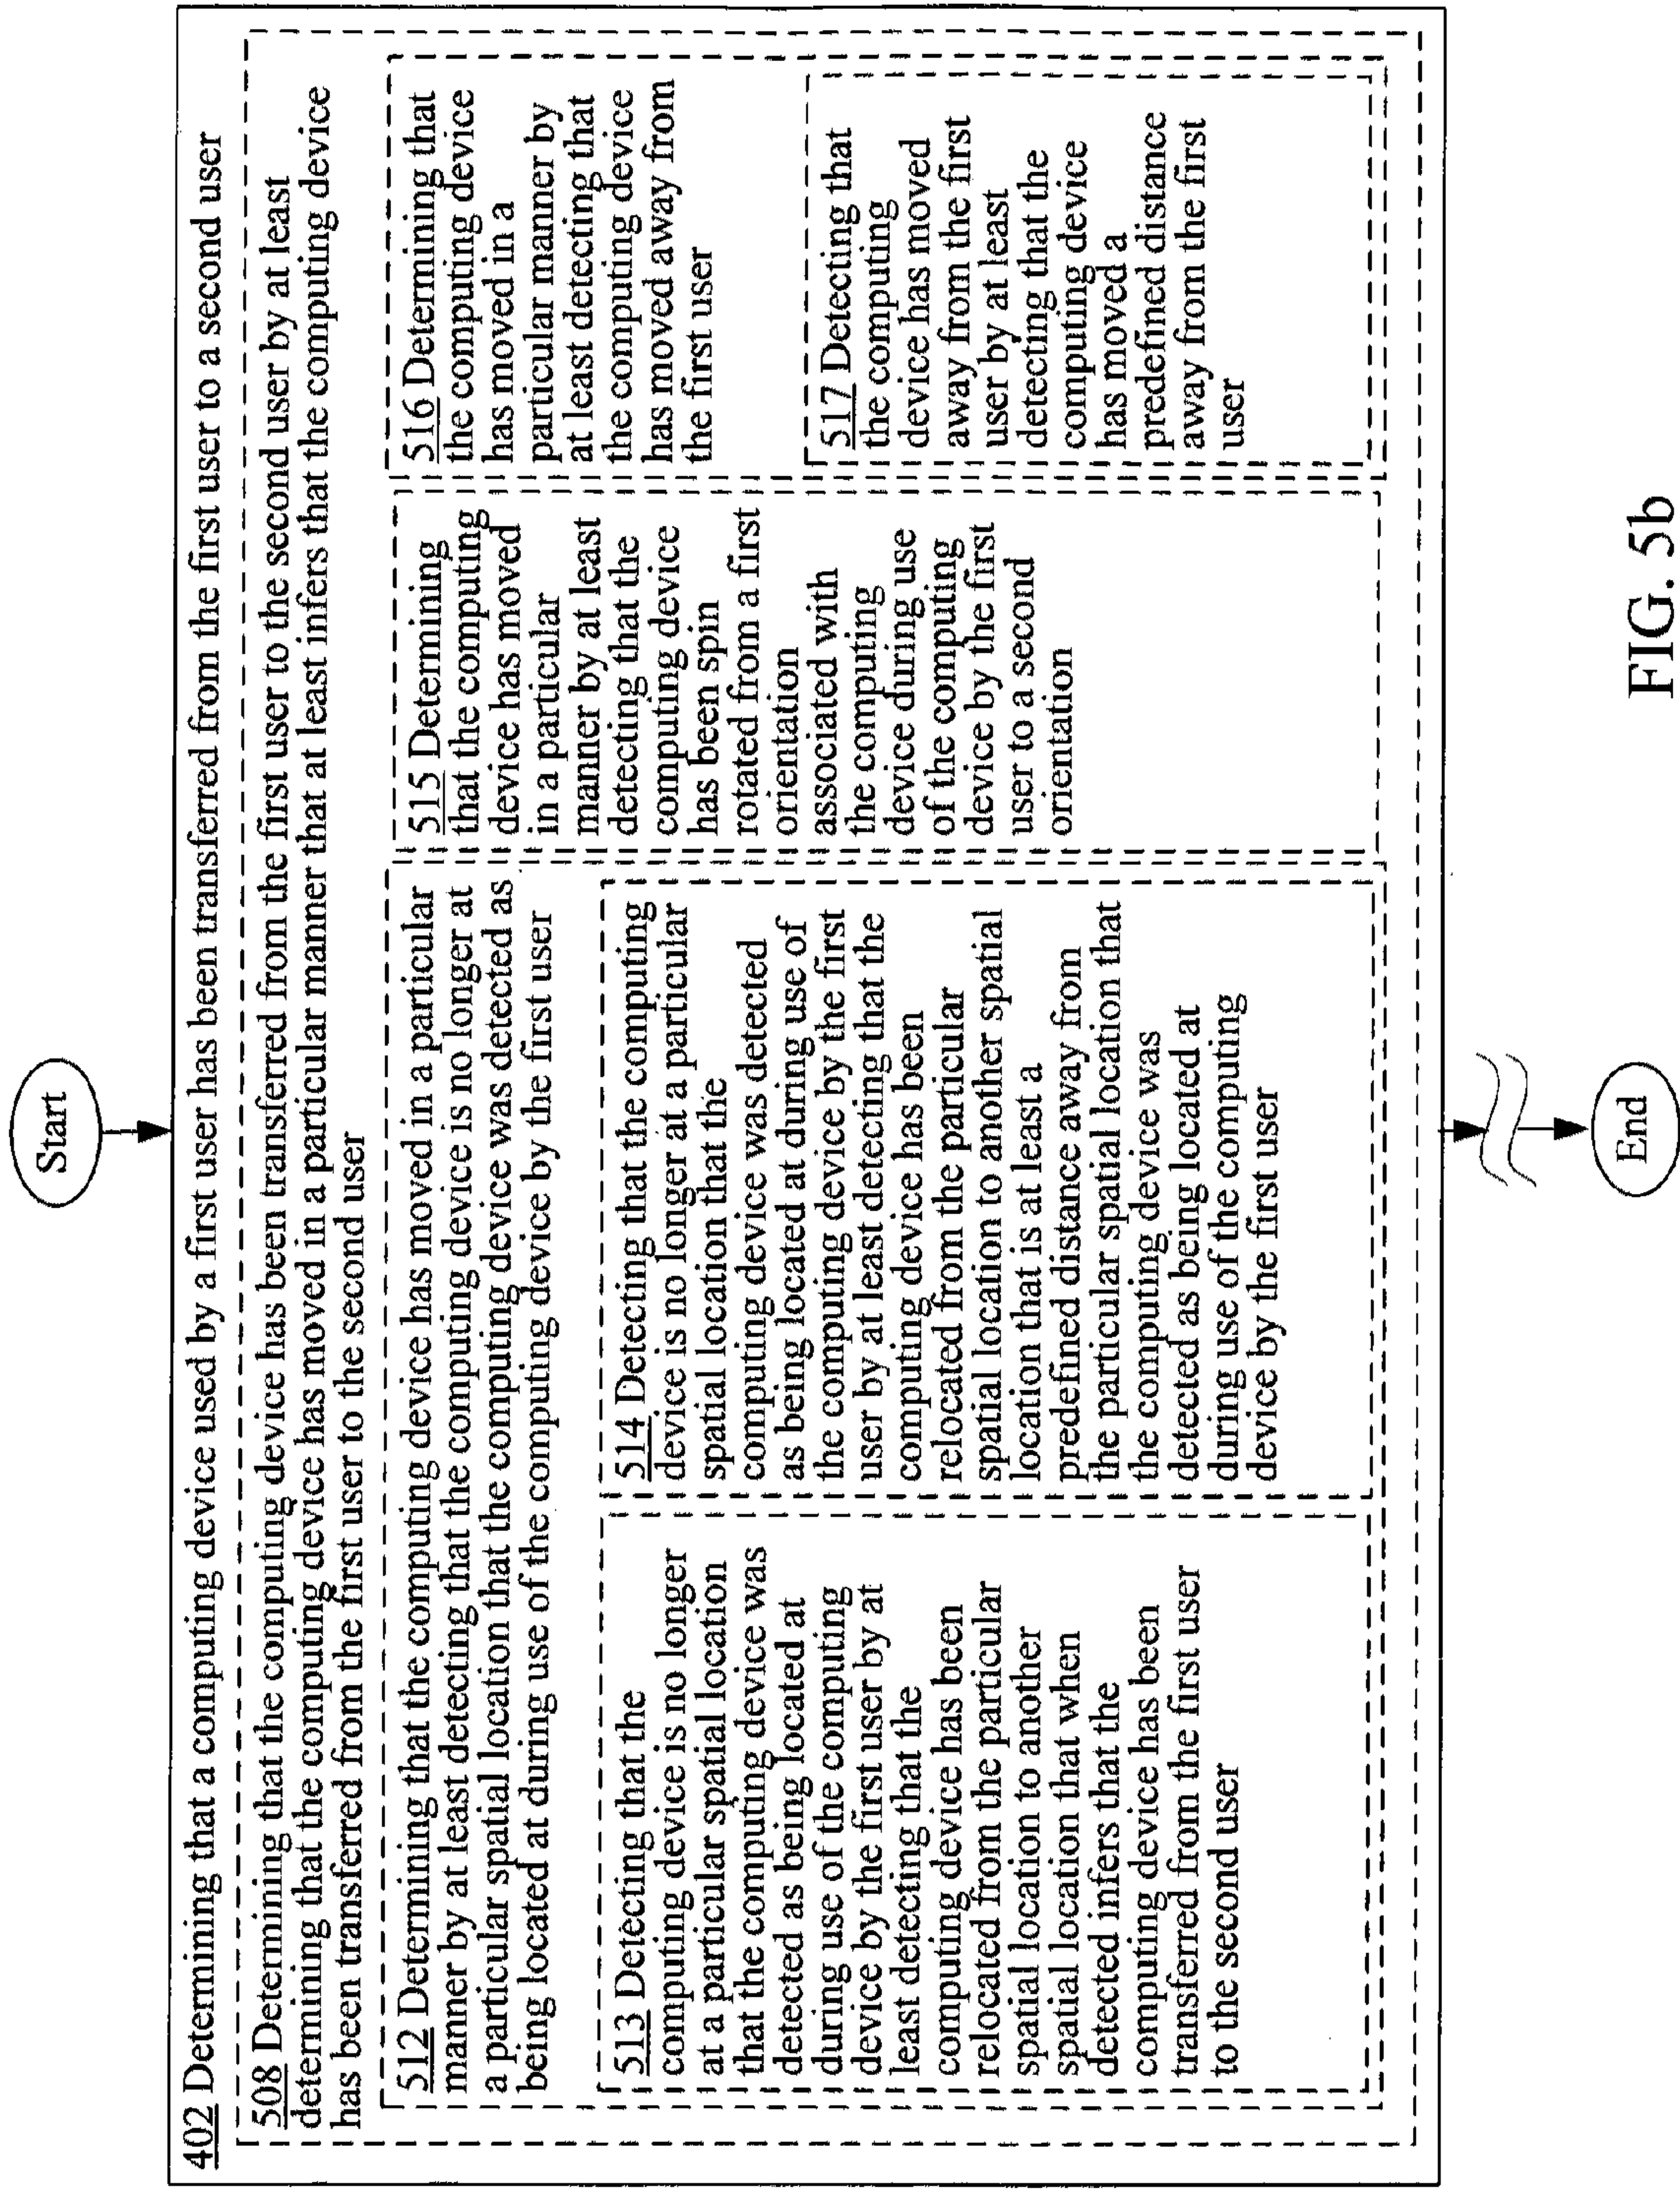 Start
402 Determining that a computing device used by a first user has been transferred from the first user to a second user
508 Determining that the computing device has been transferred from the first user to the second user by at least
determining that the computing device has moved in a particular manner that at least infers that the computing device
has been transferred from the first user to the second user
512 Determining that the computing device has moved in a particular
manner by at least detecting that the computing device is no longer at
a particular spatial location that the computing device was detected as
being located at during use of the computing device by the first user
513 Detecting that the
computing device is no longer
at a particular spatial location
that the computing device was
detected as being located at
during use of the computing
device by the first user by at
least detecting that the
computing device has been
relocated from the particular
spatial location to another
spatial location that when
detected infers that the
computing device has been
transferred from the first user
to the second user
514 Detecting that the computing
device is no longer at a particular
spatial location that the
computing device was detected
as being located at during use of
the computing device by the first
user by at least detecting that the
computing device has been
relocated from the particular
spatial location to another spatial
location that is at least a
predefined distance away from
the particular spatial location that
the computing device was
detected as being located at
during use of the computing
device by the first user
515 Determining
that the computing
device has moved
in a particular
manner by at least
detecting that the
computing device
has been spin
rotated from a first
orientation
associated with
the computing
device during use
of the computing
device by the first
user to a second
orientation
516 Determining that
the computing device
has moved in a
particular manner by
at least detecting that
the computing device
has moved away from
the first user
517 Detecting that
the computing
device has moved
away from the first
user by at least
detecting that the
computing device
has moved a
predefined distance
away from the first
user
End
FIG. 5b